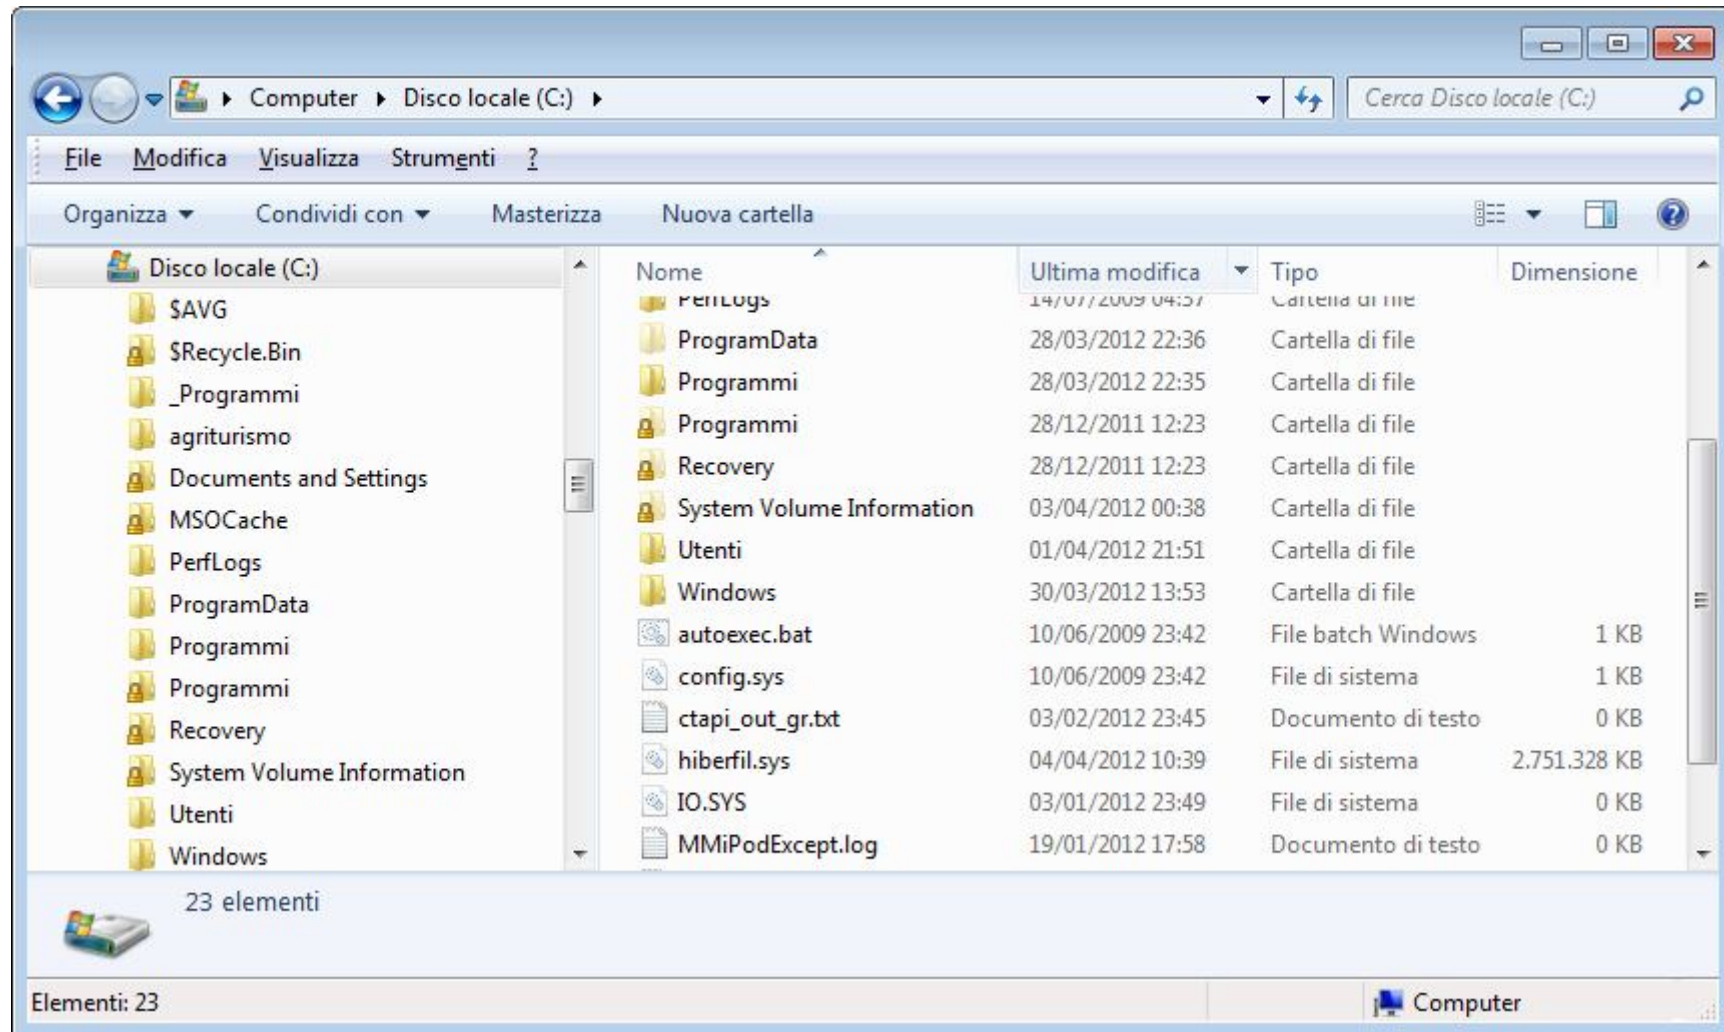 Computer Disco locale (C:) Cerca Disco locale (C:)
File Modifica Visualizza Strumenti ?
Organizza Condividi con Masterizza Nuova cartella
Disco locale (C:)
$AVG
$Recycle.Bin
_Programmi
agriturismo
Documents and Settings
MSOCache
PerfLogs
ProgramData
Programmi
Programmi
Recovery
System Volume Information
Utenti
Windows
Nome Ultima modifica Tipo Dimensione
PerfLogs 14/07/2009 04:37 Cartella di file
ProgramData 28/03/2012 22:36 Cartella di file
Programmi 28/03/2012 22:35 Cartella di file
Programmi 28/12/2011 12:23 Cartella di file
Recovery 28/12/2011 12:23 Cartella di file
System Volume Information 03/04/2012 00:38 Cartella di file
Utenti 01/04/2012 21:51 Cartella di file
Windows 30/03/2012 13:53 Cartella di file
autoexec.bat 10/06/2009 23:42 File batch Windows 1 KB
config.sys 10/06/2009 23:42 File di sistema 1 KB
ctapi_out_gr.txt 03/02/2012 23:45 Documento di testo 0 KB
hiberfil.sys 04/04/2012 10:39 File di sistema 2.751.328 KB
IO.SYS 03/01/2012 23:49 File di sistema 0 KB
MMiPodExcept.log 19/01/2012 17:58 Documento di testo 0 KB
23 elementi
Elementi: 23 Computer